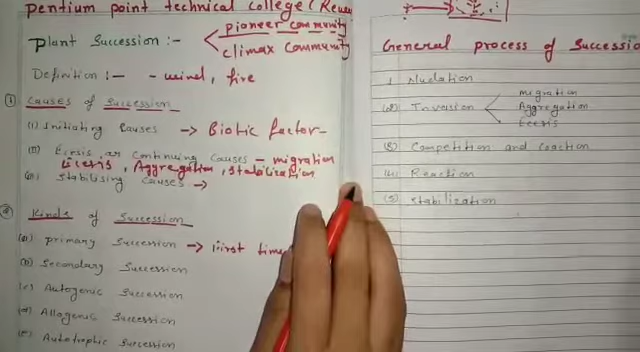 pentium point technical college (Rewa
pioneer community
Plant Succession :-
climax community
Definition :- - wind, fire
(1) Causes of Succession
(i) Initiating Causes → Biotic factor-
(ii) Ecesis or Continuing Causes - migration
Ecesis, Aggregation, Stabilization
(iii) Stabilising Causes →
(2) Kinds of Succession
(a) primary Succession → First time
(b) Secondary Succession
(c) Autogenic Succession
(d) Allogenic Succession
(e) Autotrophic Succession
General process of Successio
1 Nudation
(2) Invension
migration
Aggregation
Ecesis
(3) Competition and coaction
(4) Reaction
(5) Stabilization